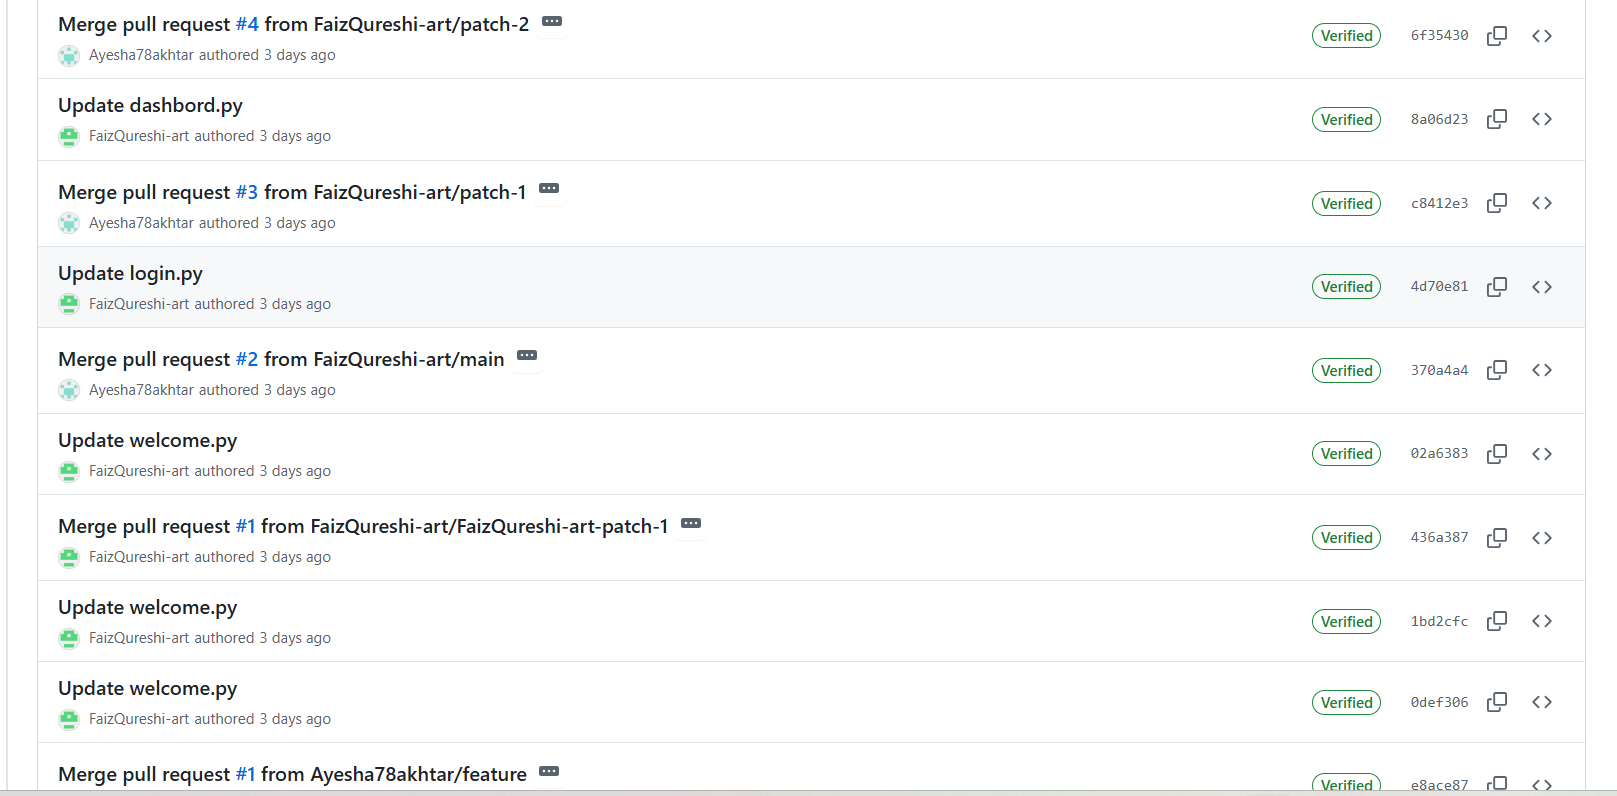 Merge pull request #4 from FaizQureshi-art/patch-2
Ayesha78akhtar authored 3 days ago
Verified 6f35430
Update dashbord.py
FaizQureshi-art authored 3 days ago
Verified 8a06d23
Merge pull request #3 from FaizQureshi-art/patch-1
Ayesha78akhtar authored 3 days ago
Verified c8412e3
Update login.py
FaizQureshi-art authored 3 days ago
Verified 4d70e81
Merge pull request #2 from FaizQureshi-art/main
Ayesha78akhtar authored 3 days ago
Verified 370a4a4
Update welcome.py
FaizQureshi-art authored 3 days ago
Verified 02a6383
Merge pull request #1 from FaizQureshi-art/FaizQureshi-art-patch-1
FaizQureshi-art authored 3 days ago
Verified 436a387
Update welcome.py
FaizQureshi-art authored 3 days ago
Verified 1bd2cfc
Update welcome.py
FaizQureshi-art authored 3 days ago
Verified 0def306
Merge pull request #1 from Ayesha78akhtar/feature
Verified e8ace87